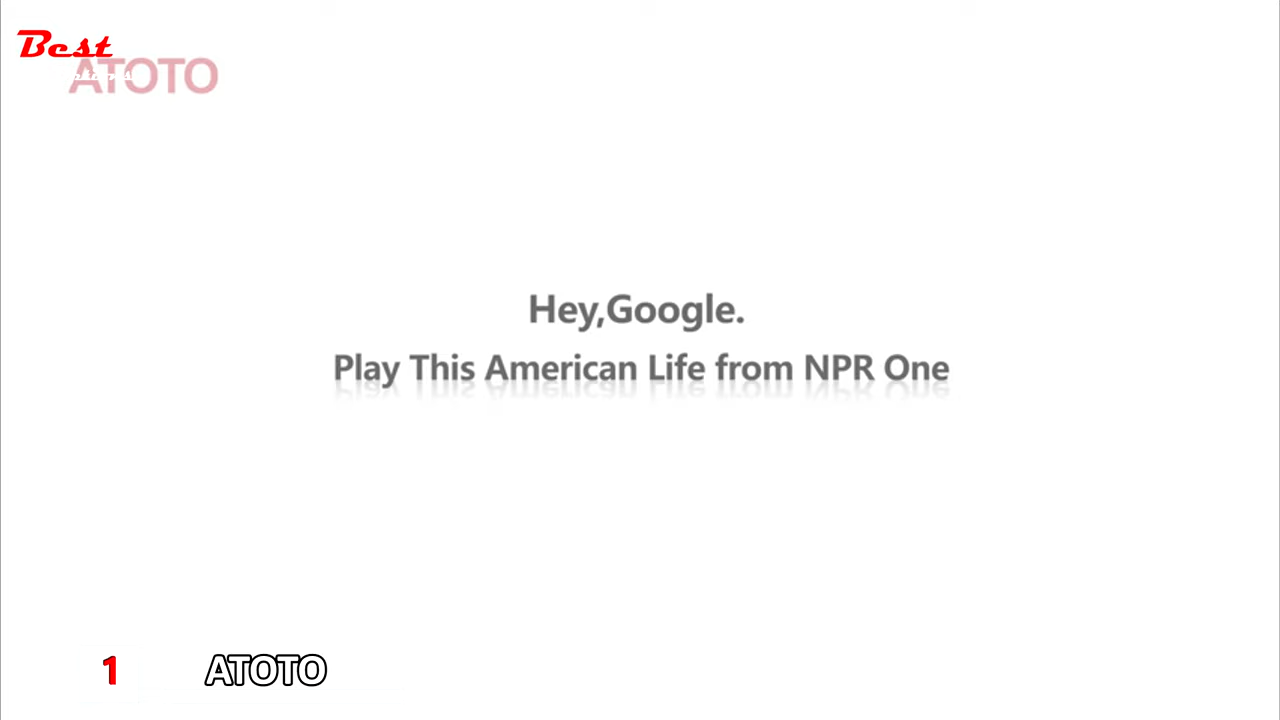 Best
ATOTO
Hey,Google.
Play This American Life from NPR One
1 ATOTO